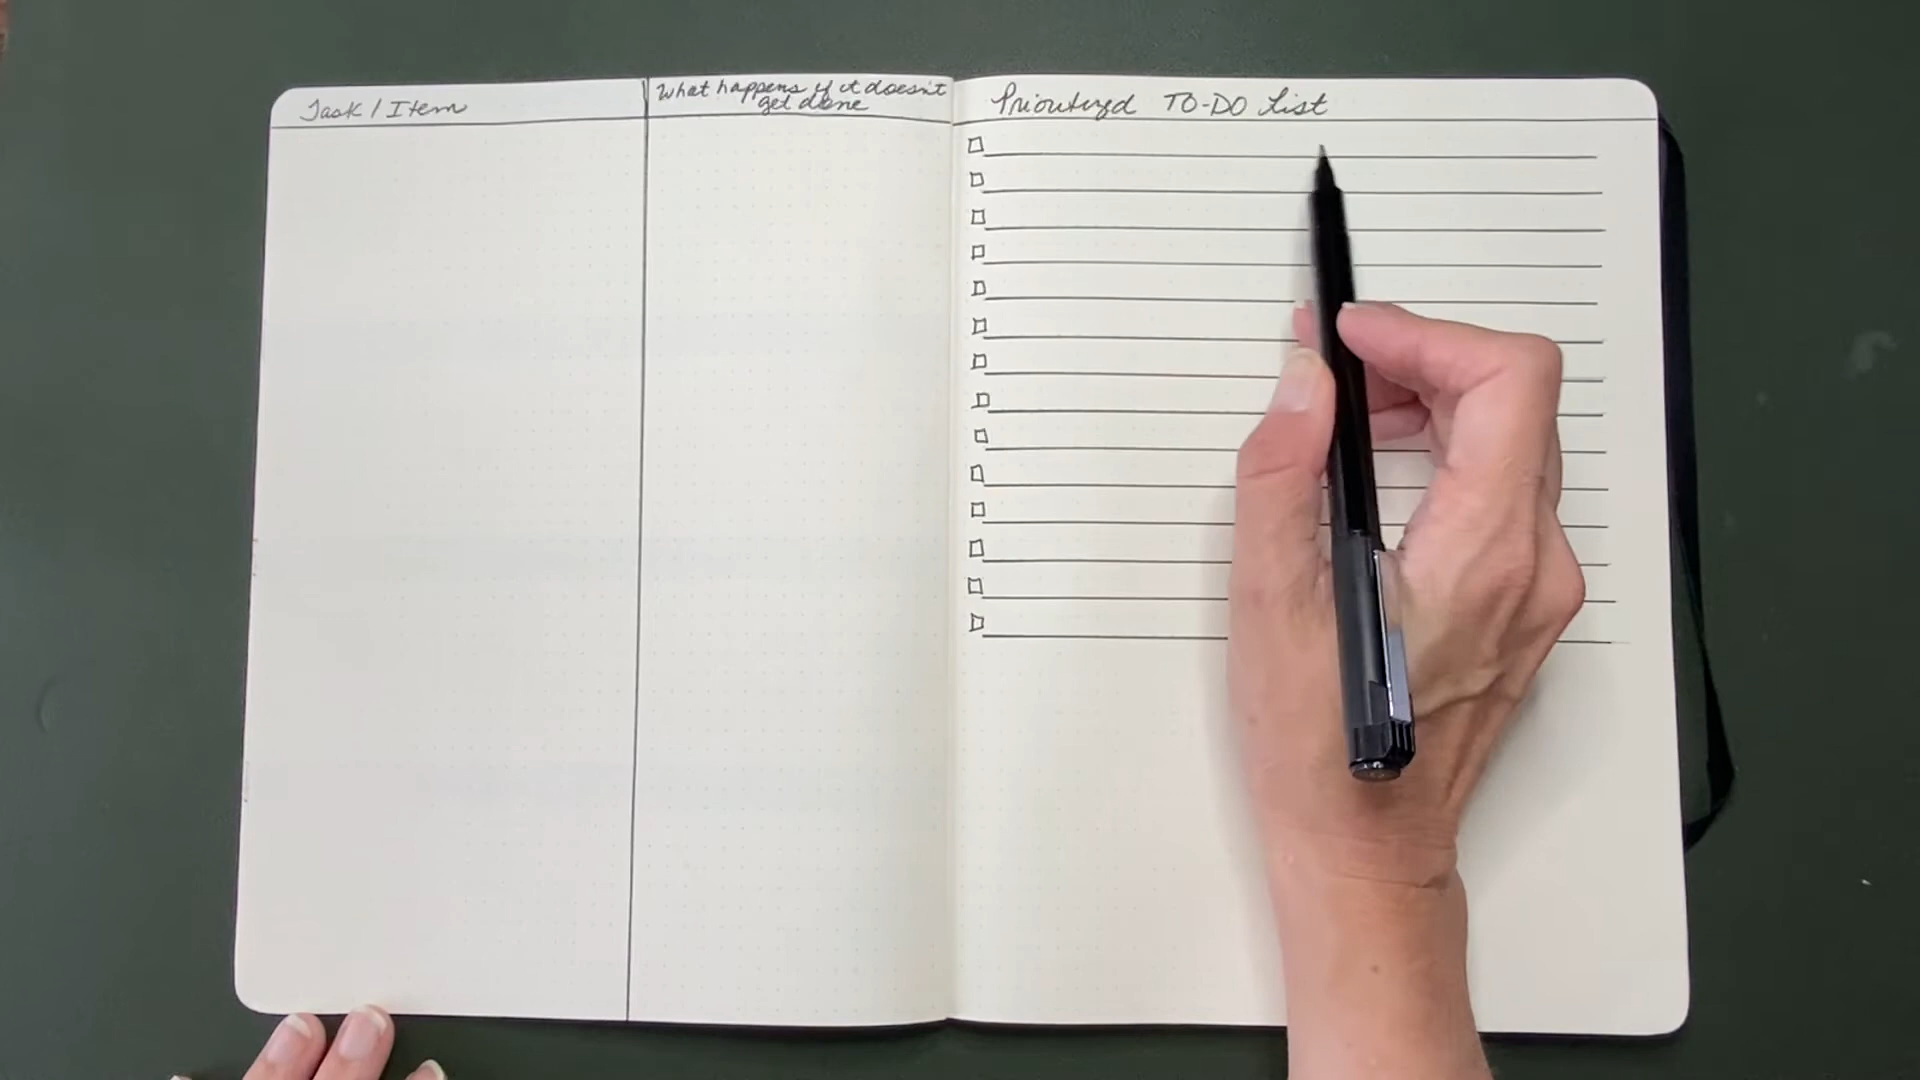 Task / Item
What happens if it doesn't
get done
Prioritized TO-DO List